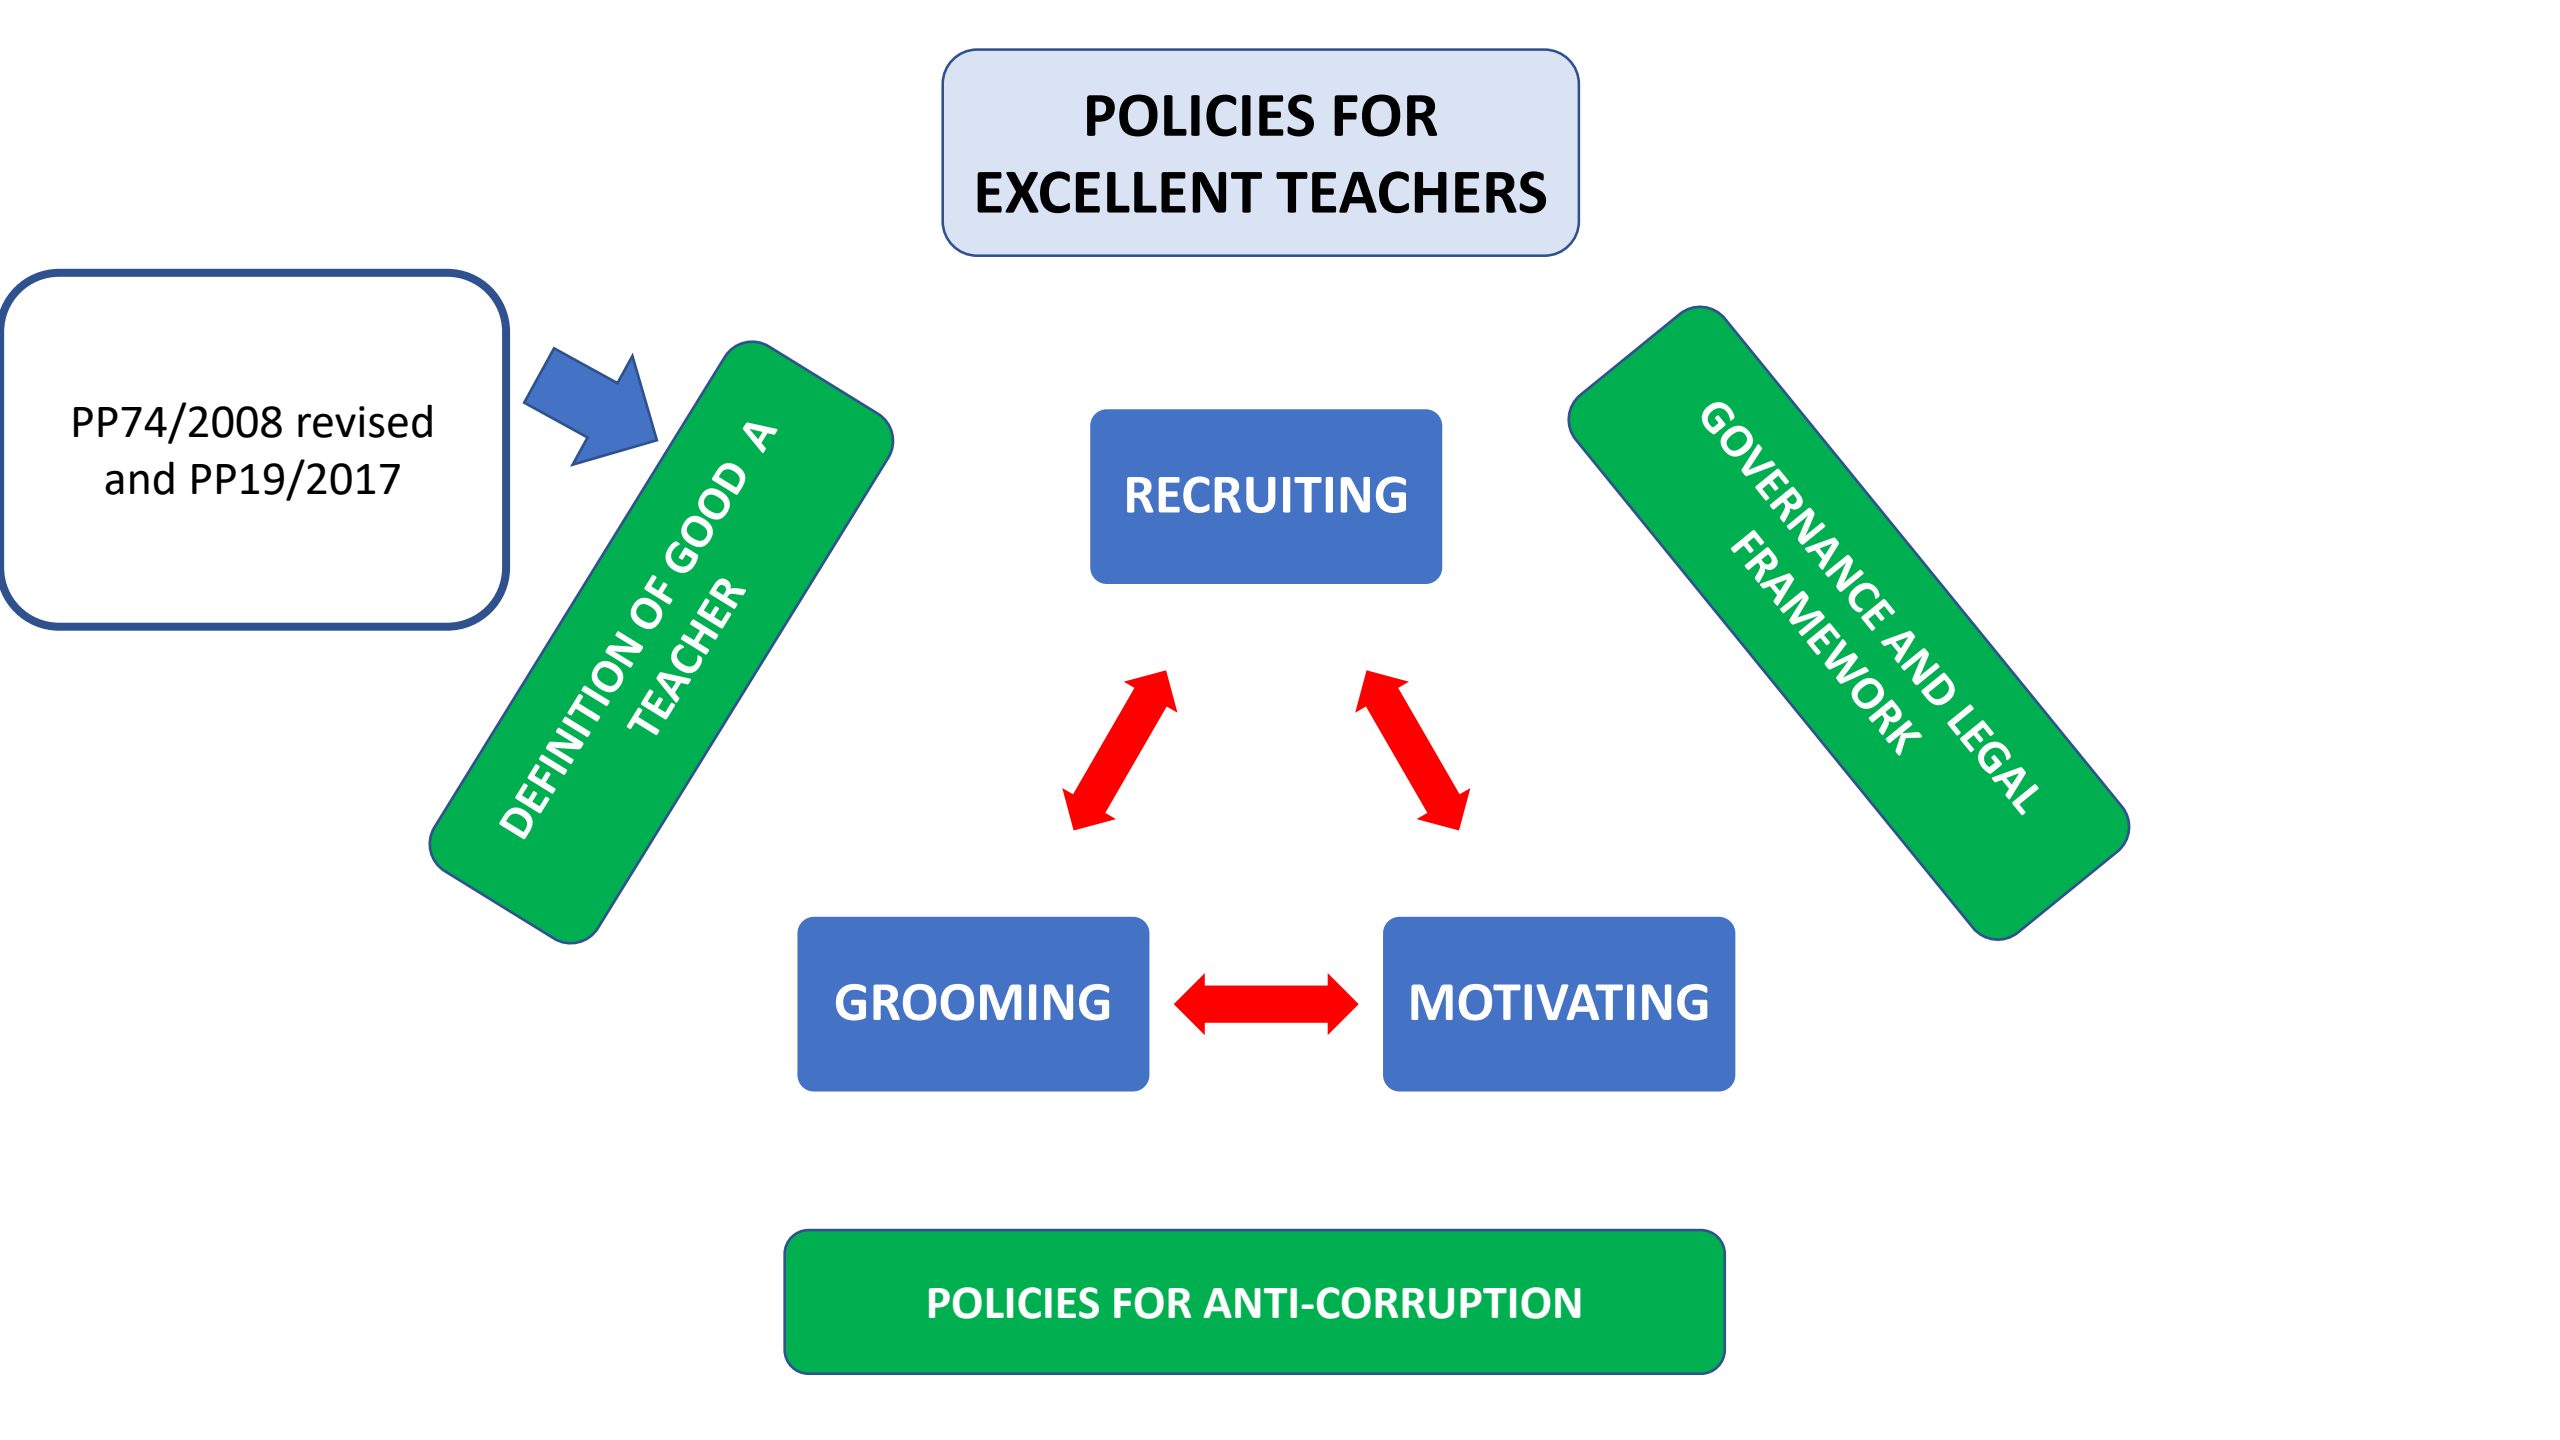 POLICIES FOR
EXCELLENT TEACHERS
PP74/2008 revised
and PP19/2017
DEFINITION OF GOOD A
TEACHER
RECRUITING
GOVERNANCE AND LEGAL
FRAMEWORK
GROOMING
MOTIVATING
POLICIES FOR ANTI-CORRUPTION